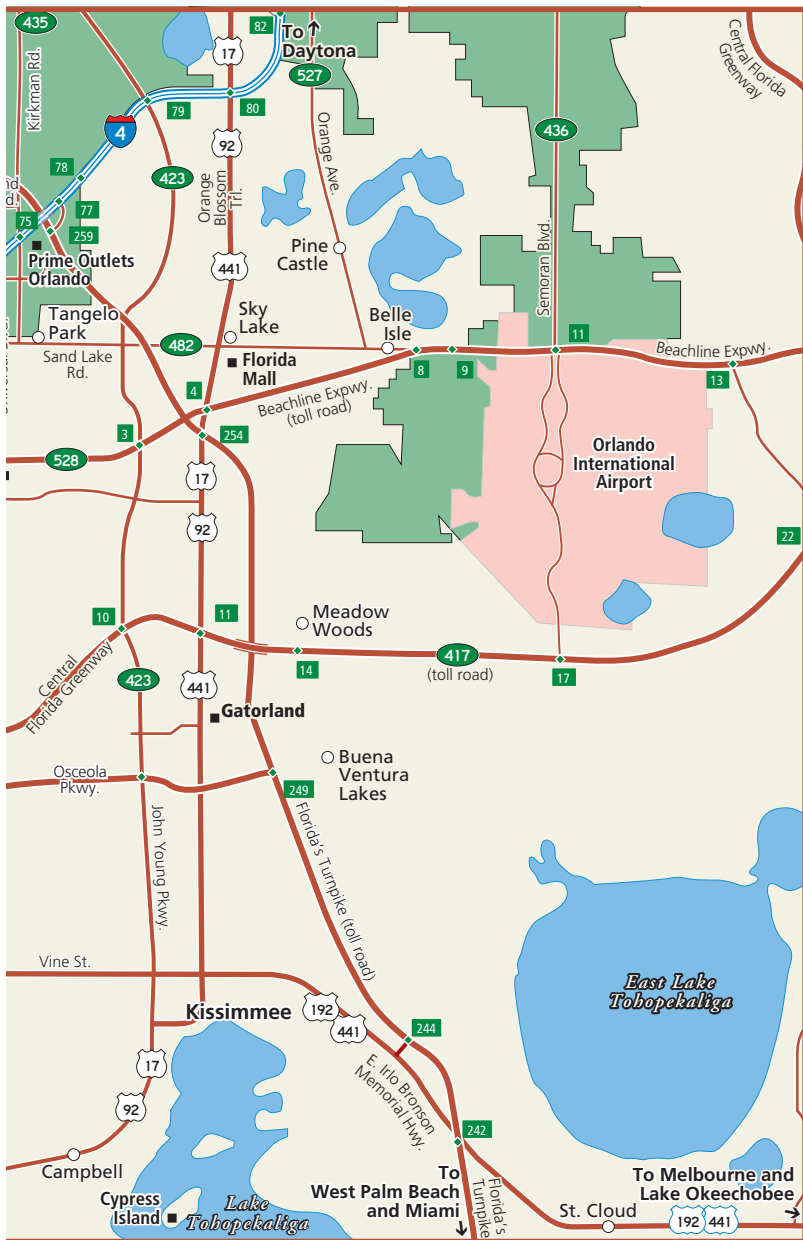 435
82
To
Daytona
17
527
Central Florida
Greenway
Kirkman Rd.
79
80
4
436
92
Orange Ave.
78
423
Orange
Blossom
Trl.
77
75
259
Prime Outlets
Orlando
Pine
Castle
441
Semoran Blvd.
Tangelo
Park
Sky
Lake
Belle
Isle
11
482
Sand Lake
Rd.
Florida
Mall
8
9
Beachline Expwy.
13
4
Beachline Expwy.
(toll road)
3
254
528
17
Orlando
International
Airport
92
22
10
11
Meadow
Woods
14
417
(toll road)
17
Central
Florida Greenway
423
441
Gatorland
Osceola
Pkwy.
Buena
Ventura
Lakes
249
John Young Pkwy.
Florida's Turnpike (toll road)
Vine St.
East Lake
Tohopekaliga
Kissimmee
192
441
244
17
E. Irlo Bronson
Memorial Hwy.
92
242
Campbell
To
West Palm Beach
and Miami
Florida's
Turnpike
To Melbourne and
Lake Okeechobee
Cypress
Island
Lake
Tohopekaliga
St. Cloud
192
441